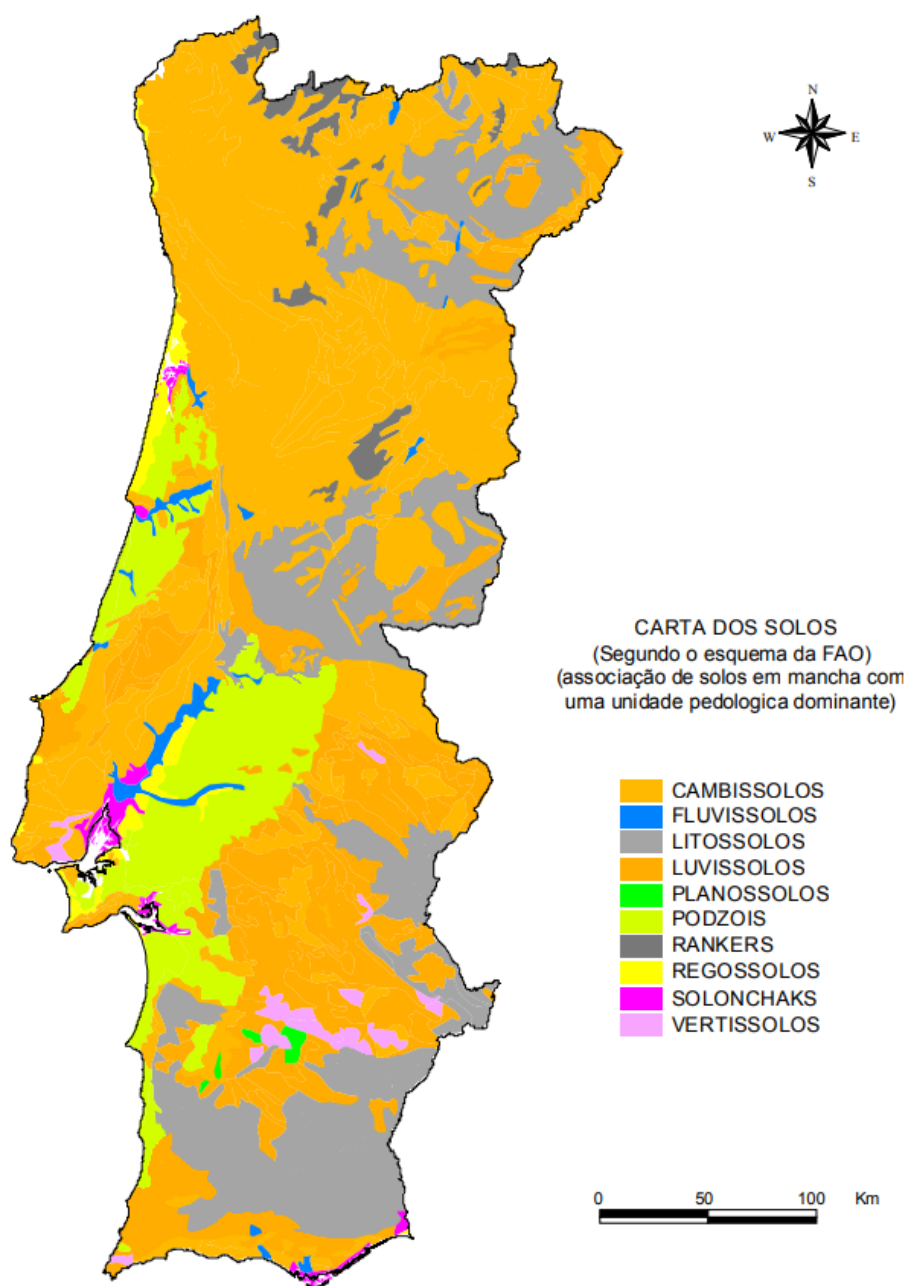 N
W
E
S
CARTA DOS SOLOS
(Segundo o esquema da FAO)
(associação de solos em mancha com
uma unidade pedologica dominante)
CAMBISSOLOS
FLUVISSOLOS
LITOSSOLOS
LUVISSOLOS
PLANOSSOLOS
PODZOIS
RANKERS
REGOSSOLOS
SOLONCHAKS
VERTISSOLOS
0 50 100 Km